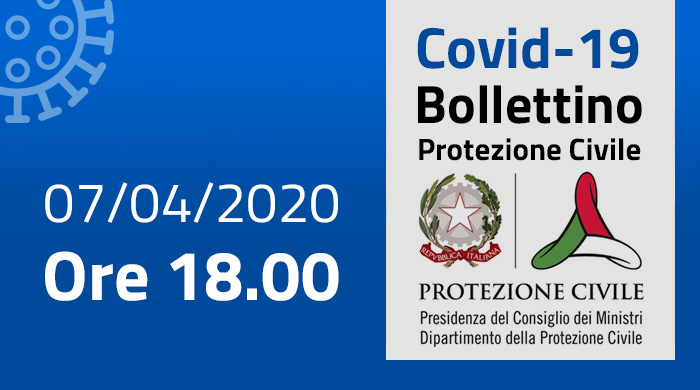 07/04/2020
Ore 18.00
Covid-19
Bollettino
Protezione Civile
REPVBBLICA ITALIANA
PROTEZIONE CIVILE
Presidenza del Consiglio dei Ministri
Dipartimento della Protezione Civile